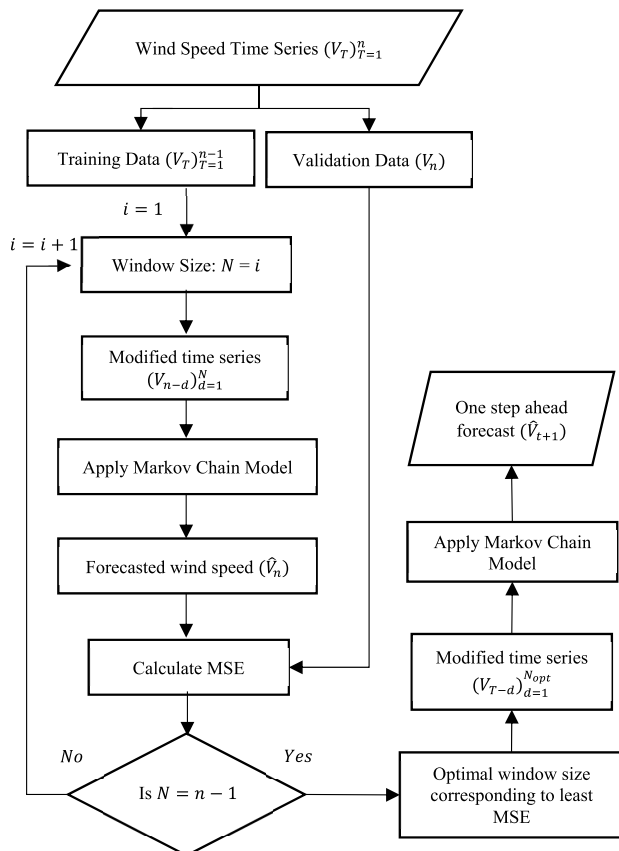 Wind Speed Time Series $(V_T)_{T=1}^{n}$
Training Data $(V_T)_{T=1}^{n-1}$
Validation Data $(V_n)$
$i = 1$
$i = i + 1$
Window Size: $N = i$
Modified time series
$(V_{n-d})_{d=1}^{N}$
Apply Markov Chain Model
Forecasted wind speed $(\hat{V}_n)$
Calculate MSE
No
Yes
Is $N = n - 1$
Optimal window size
corresponding to least
MSE
Modified time series
$(V_{T-d})_{d=1}^{N_{opt}}$
Apply Markov Chain
Model
One step ahead
forecast $(\hat{V}_{t+1})$